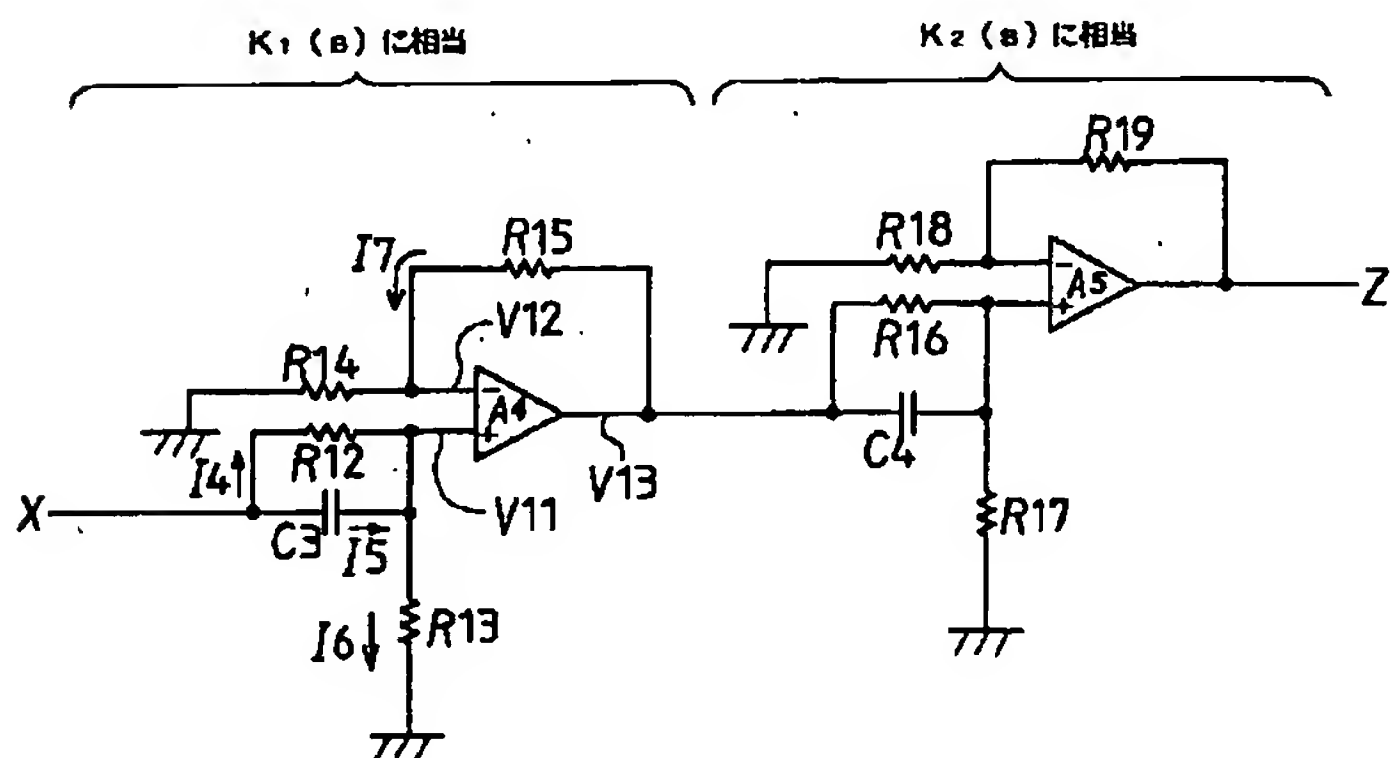 K1(s)に相当
K2(s)に相当
R19
R18
I7
R15
A5
R16
V12
R14
A4
C4
R12
V13
I4
V11
X
C3
I5
R17
I6
R13
Z